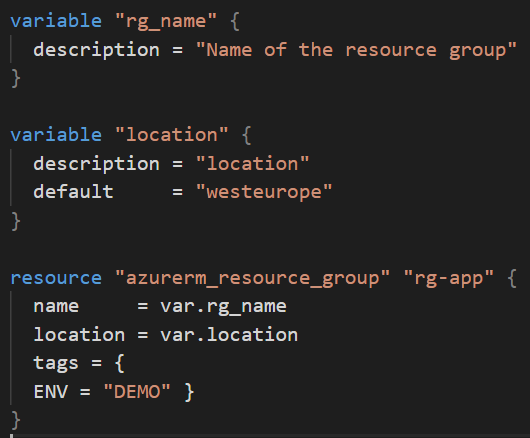 variable "rg_name" {
  description = "Name of the resource group"
}
variable "location" {
  description = "location"
  default     = "westeurope"
}
resource "azurerm_resource_group" "rg-app" {
  name     = var.rg_name
  location = var.location
  tags = {
  ENV = "DEMO" }
}